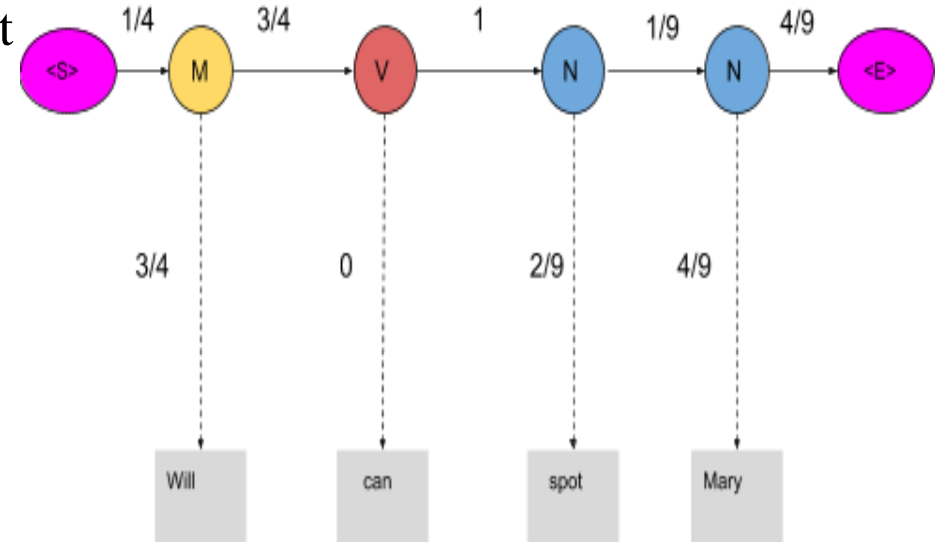 t
1/4 3/4 1 1/9 4/9
<S> M V N N <E>
3/4 0 2/9 4/9
Will can spot Mary